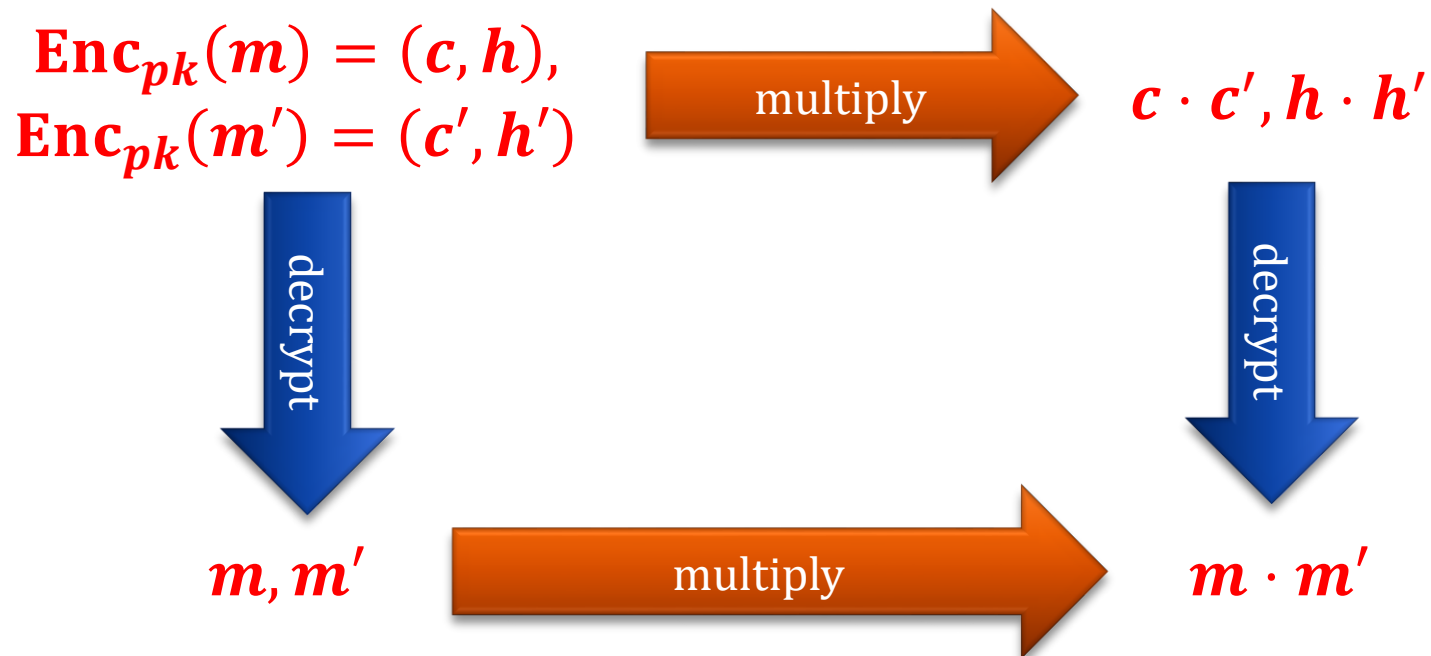 Enc_pk(m) = (c, h),
Enc_pk(m′) = (c′, h′)
multiply
c · c′, h · h′
decrypt
decrypt
m, m′
multiply
m · m′